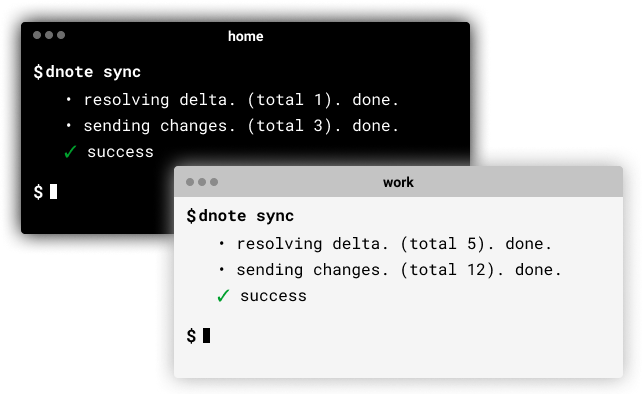 home
$dnote sync
• resolving delta. (total 1). done.
• sending changes. (total 3). done.
✓ success
$
work
$dnote sync
• resolving delta. (total 5). done.
• sending changes. (total 12). done.
✓ success
$